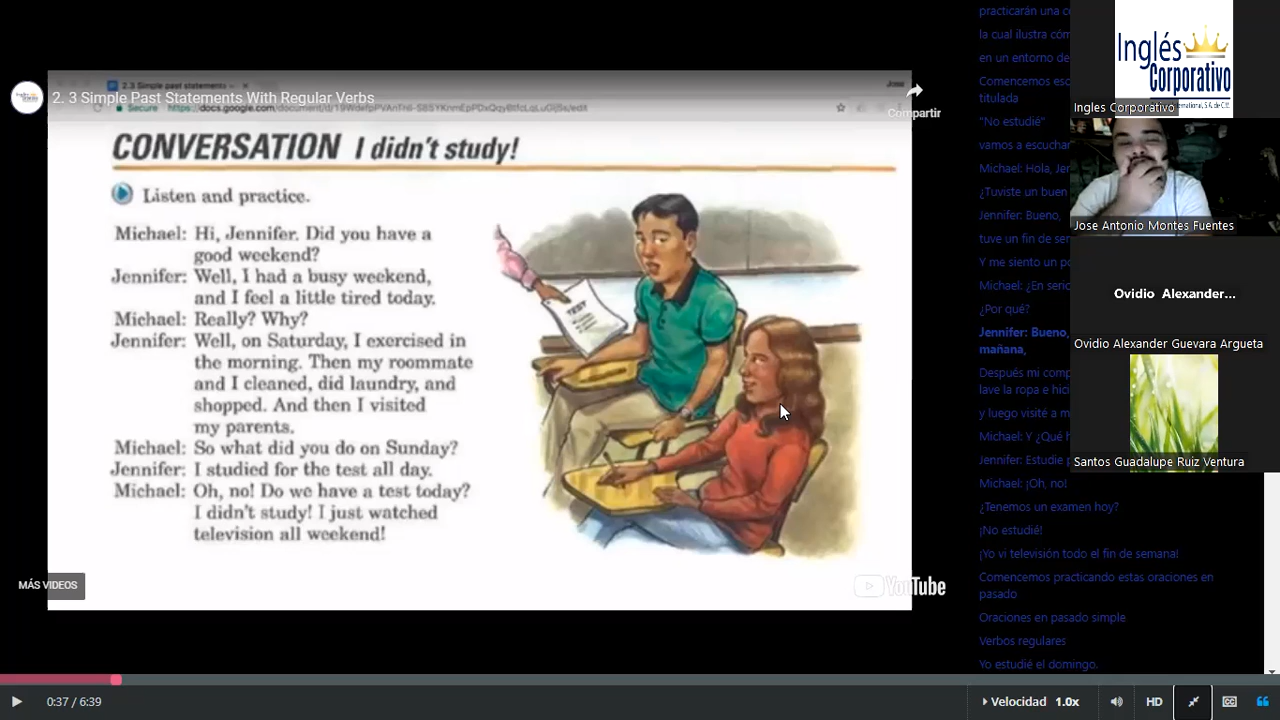 2.3 Simple past statements
Jose
2. 3 Simple Past Statements With Regular Verbs
Secure
Compartir
CONVERSATION I didn't study!
Listen and practice.
Michael: Hi, Jennifer. Did you have a
good weekend?
Jennifer: Well, I had a busy weekend,
and I feel a little tired today.
Michael: Really? Why?
Jennifer: Well, on Saturday, I exercised in
the morning. Then my roommate
and I cleaned, did laundry, and
shopped. And then I visited
my parents.
Michael: So what did you do on Sunday?
Jennifer: I studied for the test all day.
Michael: Oh, no! Do we have a test today?
I didn't study! I just watched
television all weekend!
TEST
MÁS VIDEOS
YouTube
0:37 / 6:39
practicarán una
la cual ilustra
en un entorno
Comencemos
titulada
"No estudié"
vamos a escuchar
Michael: Hola,
¿Tuviste un buen
Jennifer: Bueno,
tuve un fin de
Y me siento un
Michael: ¿En
¿Por qué?
Jennifer: Bueno,
mañana,
Después mi
lave la ropa e
y luego visité a
Michael: Y ¿Qué
Jennifer: Estudie
Michael: ¡Oh, no!
¿Tenemos un examen hoy?
¡No estudié!
¡Yo vi televisión todo el fin de semana!
Comencemos practicando estas oraciones en
pasado
Oraciones en pasado simple
Verbos regulares
Yo estudié el domingo.
Inglés
Corporativo
Ingles Corporativo
Jose Antonio Montes Fuentes
Ovidio Alexander...
Ovidio Alexander Guevara Argueta
Santos Guadalupe Ruiz Ventura
Velocidad 1.0x
HD
CC